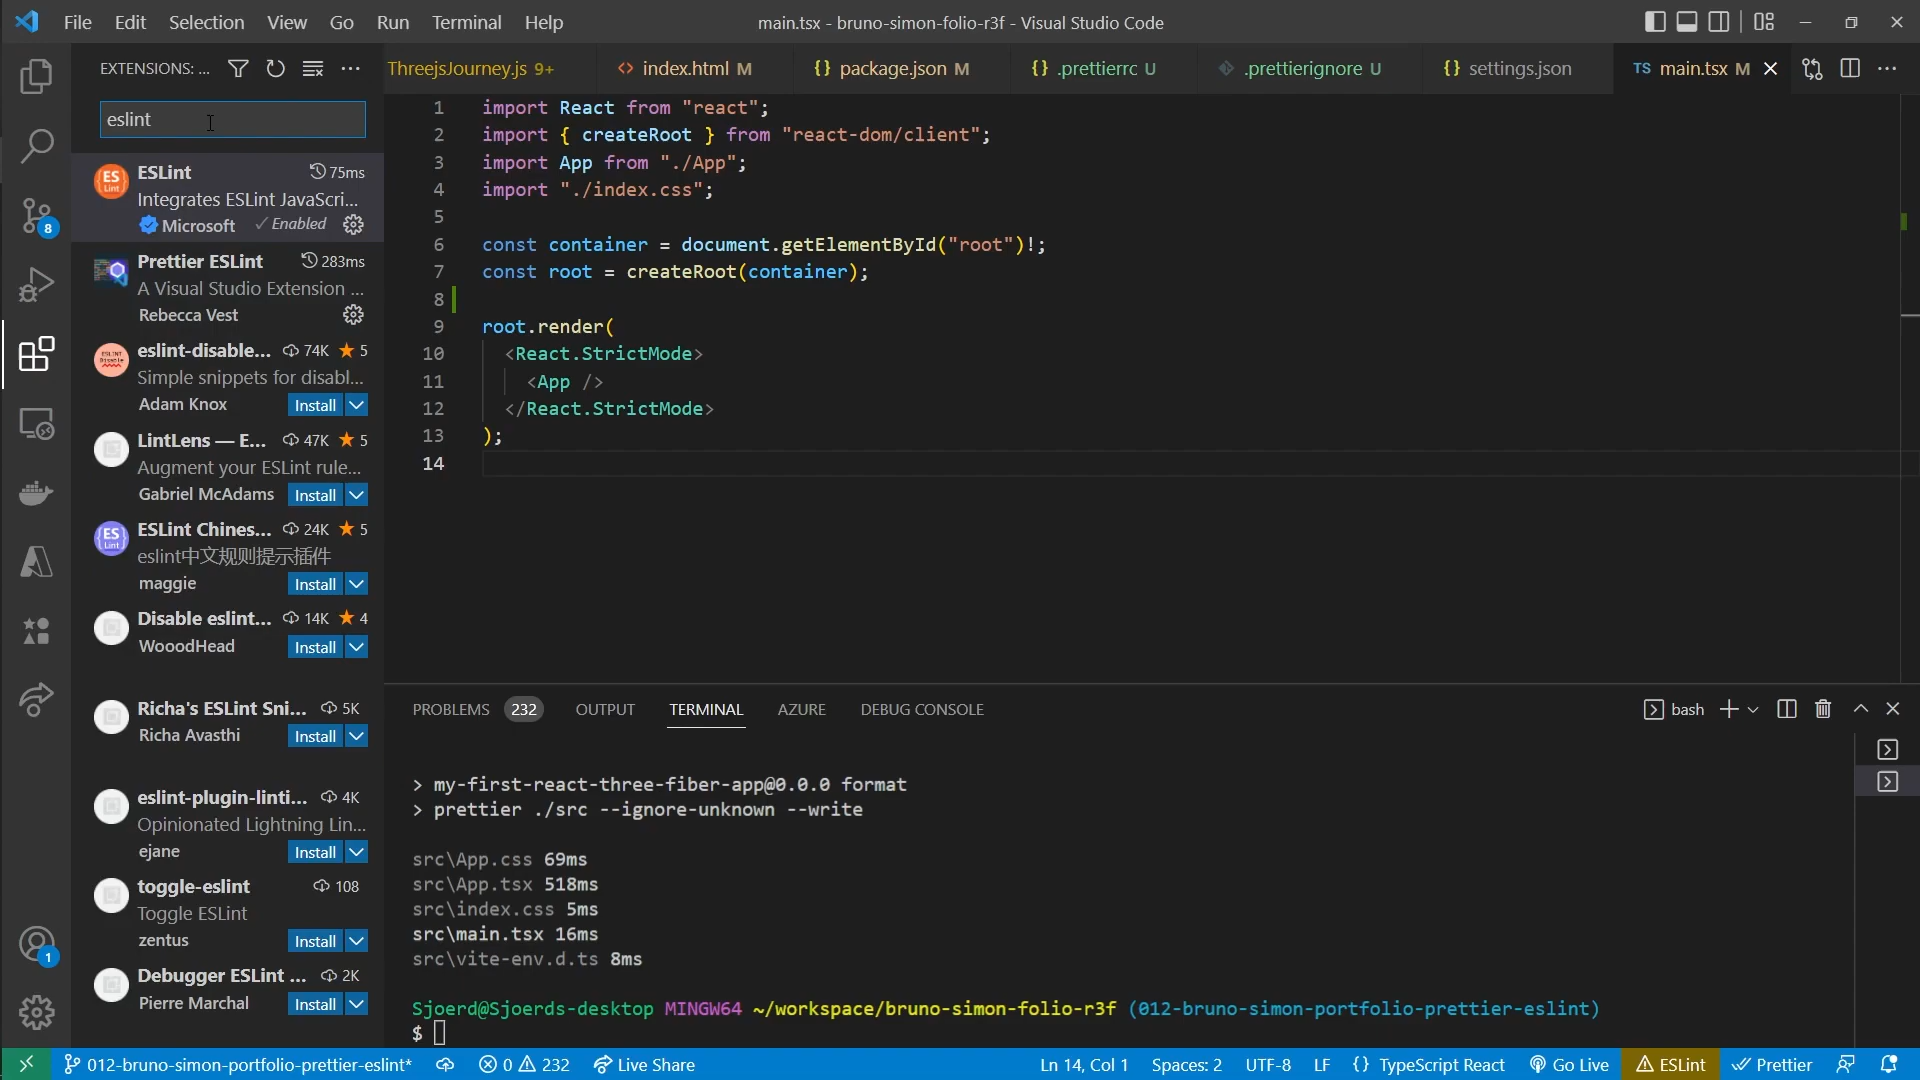 File Edit Selection View Go Run Terminal Help
main.tsx - bruno-simon-folio-r3f - Visual Studio Code
EXTENSIONS: ...
ThreejsJourney.js 9+
<> index.html M
{} package.json M
{} .prettierrc U
.prettierignore U
{} settings.json
TS main.tsx M
eslint
ES Lint
ESLint 75ms
Integrates ESLint JavaScri...
Microsoft ✓Enabled
Prettier ESLint 283ms
A Visual Studio Extension ...
Rebecca Vest
eslint-disable... 74K ★ 5
Simple snippets for disabl...
Adam Knox Install
LintLens — E... 47K ★ 5
Augment your ESLint rule...
Gabriel McAdams Install
ES Lint
ESLint Chines... 24K ★ 5
eslint中文规则提示插件
maggie Install
Disable eslint... 14K ★ 4
WooodHead Install
Richa's ESLint Sni... 5K
Richa Avasthi Install
eslint-plugin-linti... 4K
Opinionated Lightning Lin...
ejane Install
toggle-eslint 108
Toggle ESLint
zentus Install
Debugger ESLint ... 2K
Pierre Marchal Install
8
1
1 import React from "react";
2 import { createRoot } from "react-dom/client";
3 import App from "./App";
4 import "./index.css";
5
6 const container = document.getElementById("root")!;
7 const root = createRoot(container);
8
9 root.render(
10 <React.StrictMode>
11 <App />
12 </React.StrictMode>
13 );
14
PROBLEMS 232 OUTPUT TERMINAL AZURE DEBUG CONSOLE
bash
> my-first-react-three-fiber-app@0.0.0 format
> prettier ./src --ignore-unknown --write
src\App.css 69ms
src\App.tsx 518ms
src\index.css 5ms
src\main.tsx 16ms
src\vite-env.d.ts 8ms
Sjoerd@Sjoerds-desktop MINGW64 ~/workspace/bruno-simon-folio-r3f (012-bruno-simon-portfolio-prettier-eslint)
$
012-bruno-simon-portfolio-prettier-eslint* 0 232 Live Share
Ln 14, Col 1 Spaces: 2 UTF-8 LF {} TypeScript React Go Live ESLint Prettier